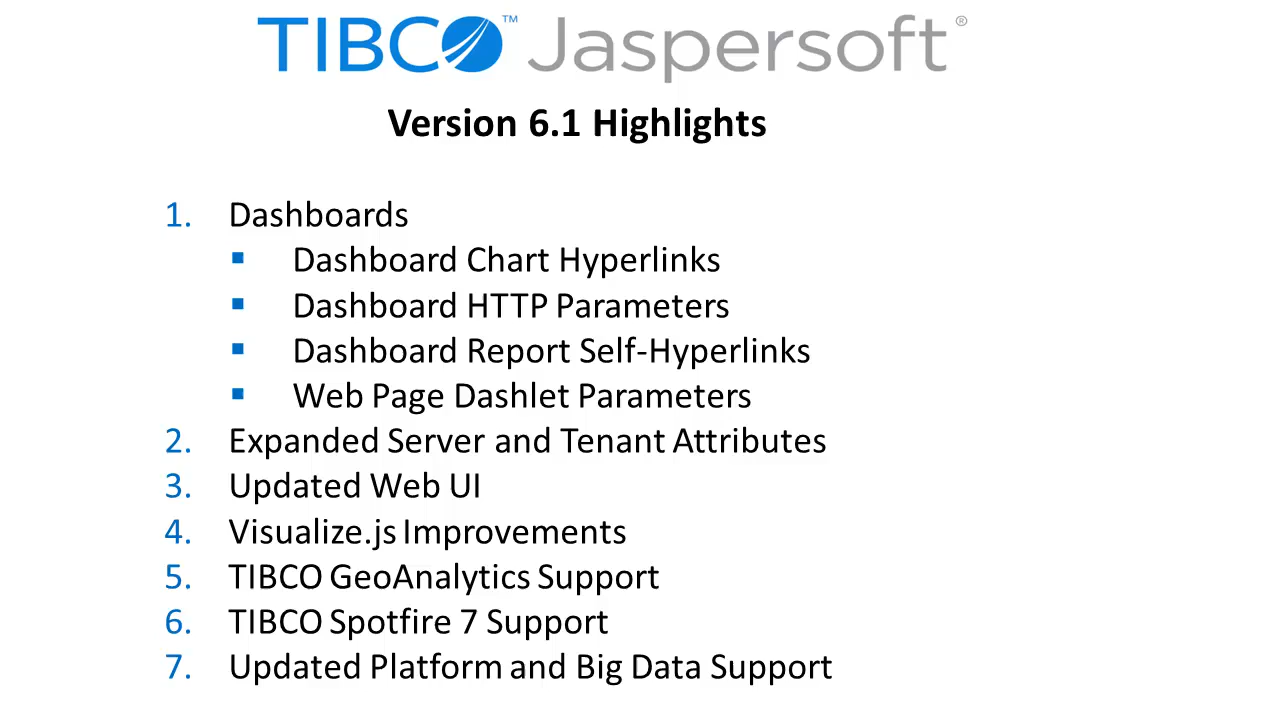 TIBCO™ Jaspersoft®
Version 6.1 Highlights
1. Dashboards
▪ Dashboard Chart Hyperlinks
▪ Dashboard HTTP Parameters
▪ Dashboard Report Self-Hyperlinks
▪ Web Page Dashlet Parameters
2. Expanded Server and Tenant Attributes
3. Updated Web UI
4. Visualize.js Improvements
5. TIBCO GeoAnalytics Support
6. TIBCO Spotfire 7 Support
7. Updated Platform and Big Data Support